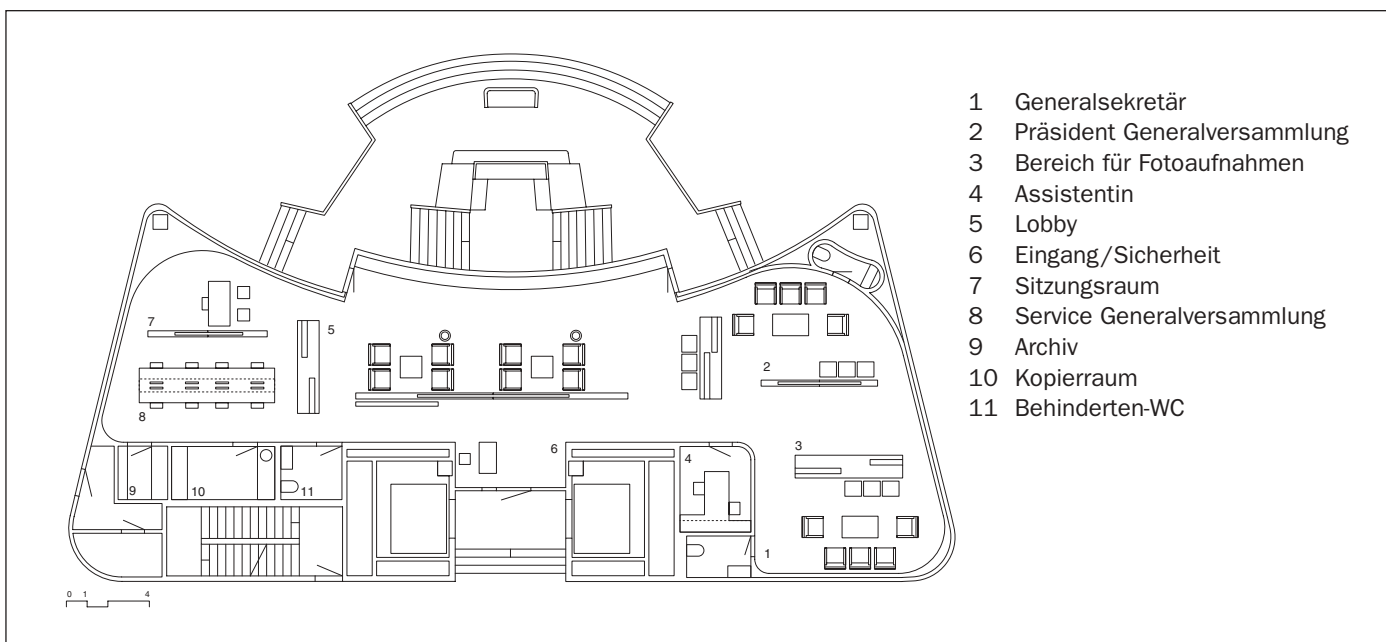 1 Generalsekretär
2 Präsident Generalversammlung
3 Bereich für Fotoaufnahmen
4 Assistentin
5 Lobby
6 Eingang/Sicherheit
7 Sitzungsraum
8 Service Generalversammlung
9 Archiv
10 Kopierraum
11 Behinderten-WC
7
5
2
8
6
3
4
9
10
11
1
0 1 4